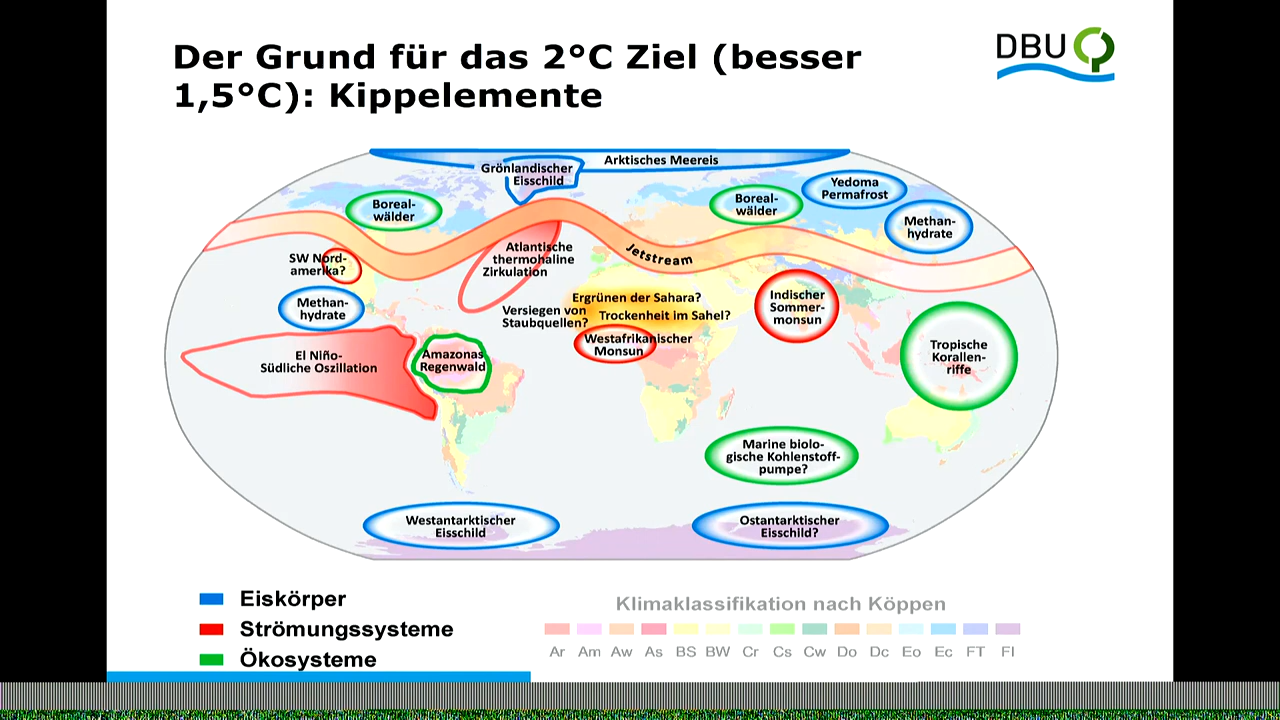 Der Grund für das 2°C Ziel (besser
1,5°C): Kippelemente
DBU
Arktisches Meereis
Grönlandischer
Eisschild
Yedoma
Permafrost
Boreal-
wälder
Boreal-
wälder
Methan-
hydrate
Jetstream
SW Nord-
amerika?
Atlantische
thermohaline
Zirkulation
Methan-
hydrate
Versiegen von
Staubquellen?
Ergrünen der Sahara?
Trockenheit im Sahel?
Indischer
Sommer-
monsun
Westafrikanischer
Monsun
El Niño-
Südliche Oszillation
Amazonas
Regenwald
Tropische
Korallen-
riffe
Marine biolo-
gische Kohlenstoff-
pumpe?
Westantarktischer
Eisschild
Ostantarktischer
Eisschild?
Eiskörper
Strömungssysteme
Ökosysteme
Klimaklassifikation nach Köppen
Ar Am Aw As BS BW Cr Cs Cw Do Dc Eo Ec FT FI